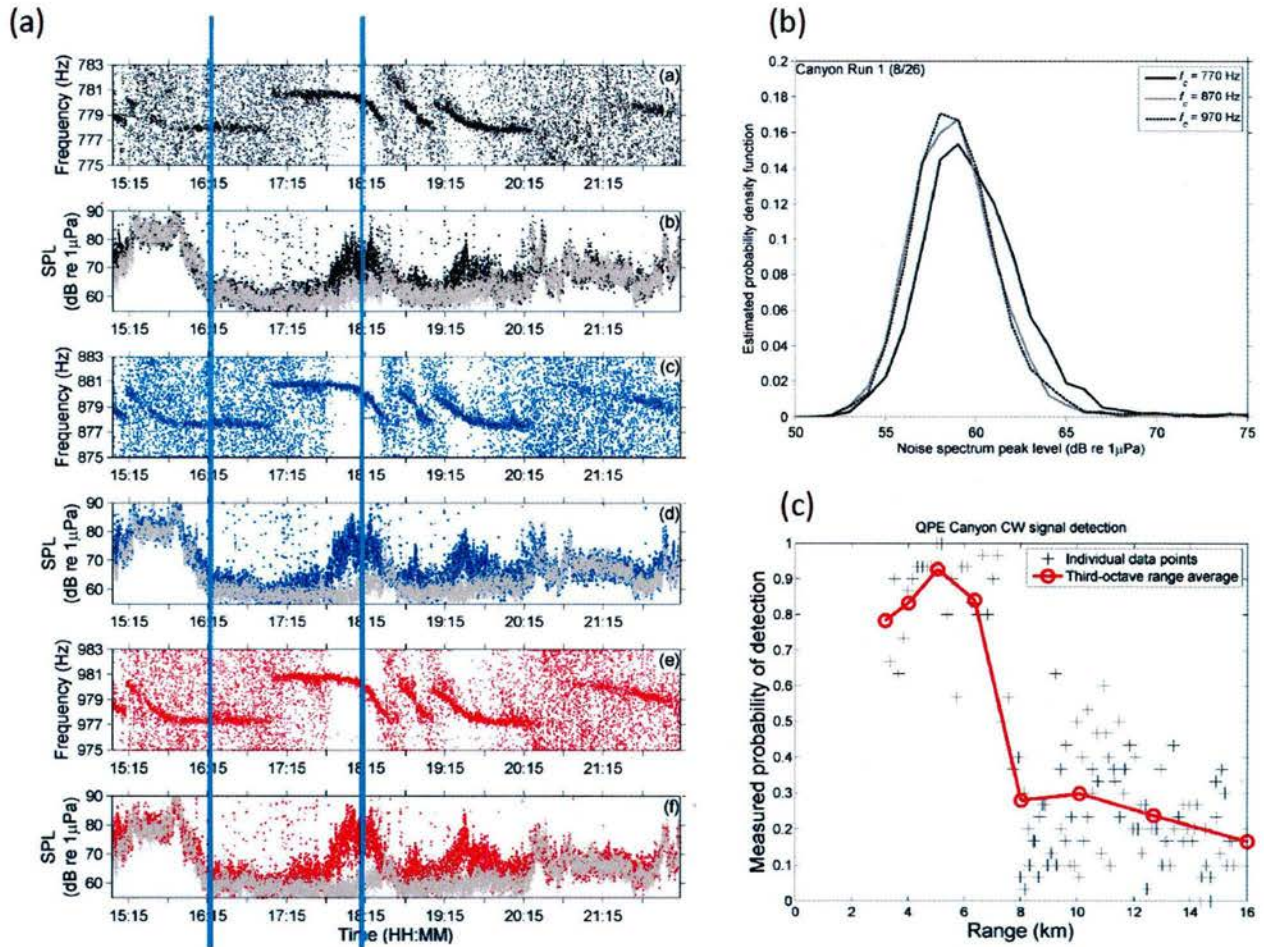 (a)
783
781
779
777
775
Frequency (Hz)
(a)
15:15 16:15 17:15 18:15 19:15 20:15 21:15
90
80
70
60
SPL
(dB re 1µPa)
(b)
15:15 16:15 17:15 18:15 19:15 20:15 21:15
983
881
879
877
875
Frequency (Hz)
(c)
15:15 16:15 17:15 18:15 19:15 20:15 21:15
90
80
70
60
SPL
(dB re 1µPa)
(d)
15:15 16:15 17:15 18:15 19:15 20:15 21:15
983
981
979
977
975
Frequency (Hz)
(e)
15:15 16:15 17:15 18:15 19:15 20:15 21:15
90
80
70
60
SPL
(dB re 1µPa)
(f)
15:15 16:15 17:15 18:15 19:15 20:15 21:15
Time (HH:MM)
(b)
Canyon Run 1 (8/26)
fc = 770 Hz
fc = 870 Hz
fc = 970 Hz
0.2
0.18
0.16
0.14
0.12
0.1
0.08
0.06
0.04
0.02
0
Estimated probability density function
50 55 60 65 70 75
Noise spectrum peak level (dB re 1µPa)
(c)
QPE Canyon CW signal detection
Individual data points
Third-octave range average
1
0.9
0.8
0.7
0.6
0.5
0.4
0.3
0.2
0.1
0
Measured probability of detection
0 2 4 6 8 10 12 14 16
Range (km)